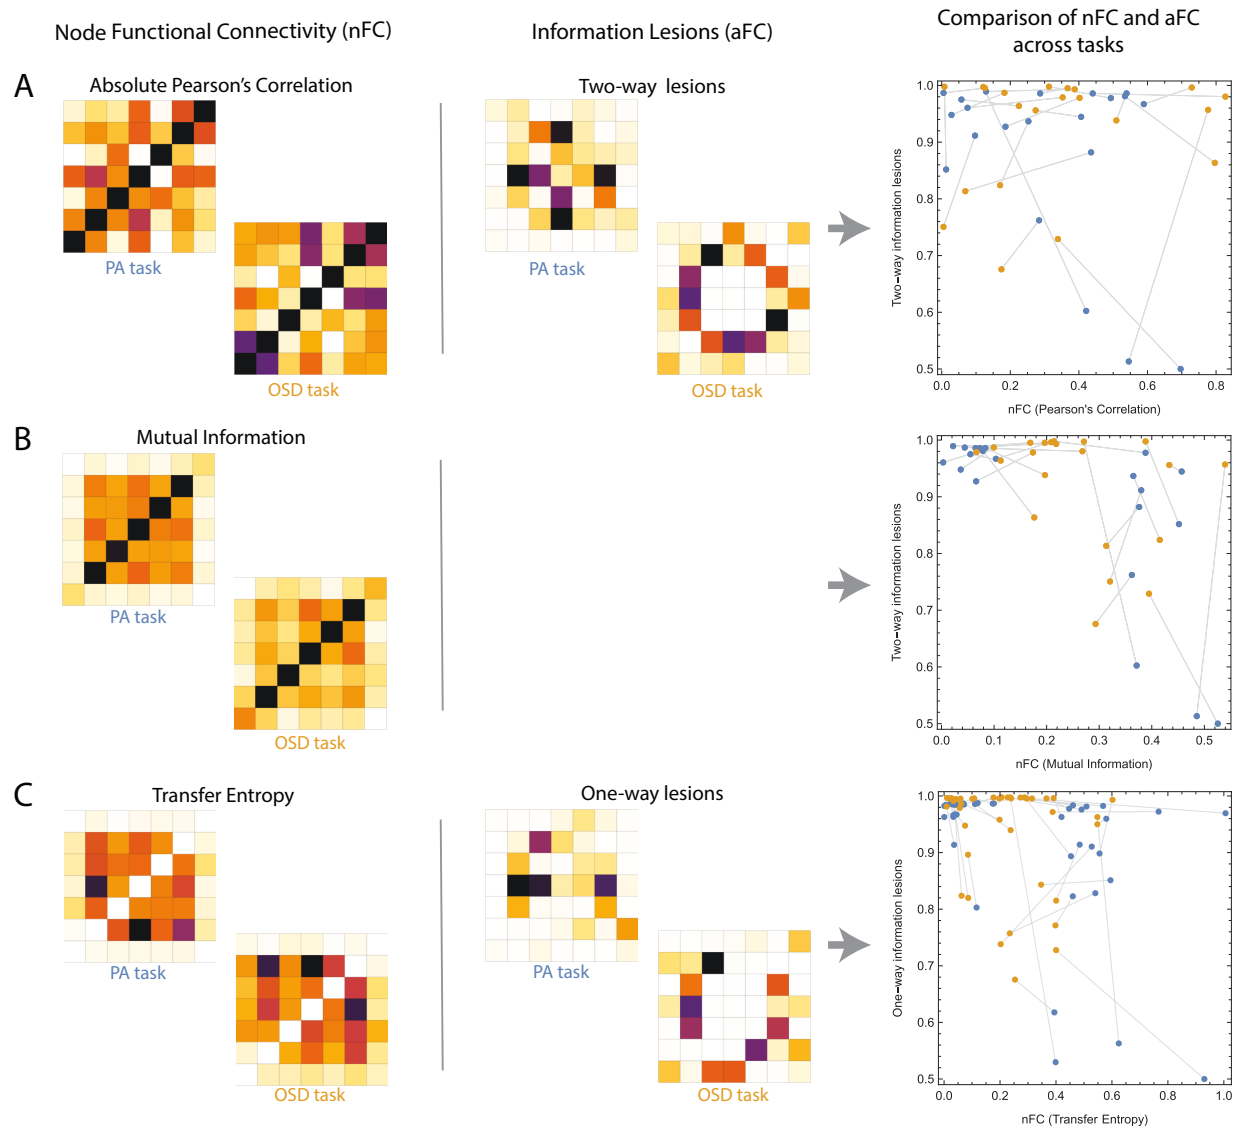 Node Functional Connectivity (nFC)
Information Lesions (aFC)
Comparison of nFC and aFC
across tasks
A
Absolute Pearson's Correlation
PA task
OSD task
Two-way lesions
PA task
OSD task
1.0
0.9
0.8
0.7
0.6
0.5
Two-way information lesions
0.0
0.2
0.4
0.6
0.8
nFC (Pearson's Correlation)
B
Mutual Information
PA task
OSD task
1.0
0.9
0.8
0.7
0.6
0.5
Two-way information lesions
0.0
0.1
0.2
0.3
0.4
0.5
nFC (Mutual Information)
C
Transfer Entropy
PA task
OSD task
One-way lesions
PA task
OSD task
1.0
0.9
0.8
0.7
0.6
0.5
One-way information lesions
0.0
0.2
0.4
0.6
0.8
1.0
nFC (Transfer Entropy)